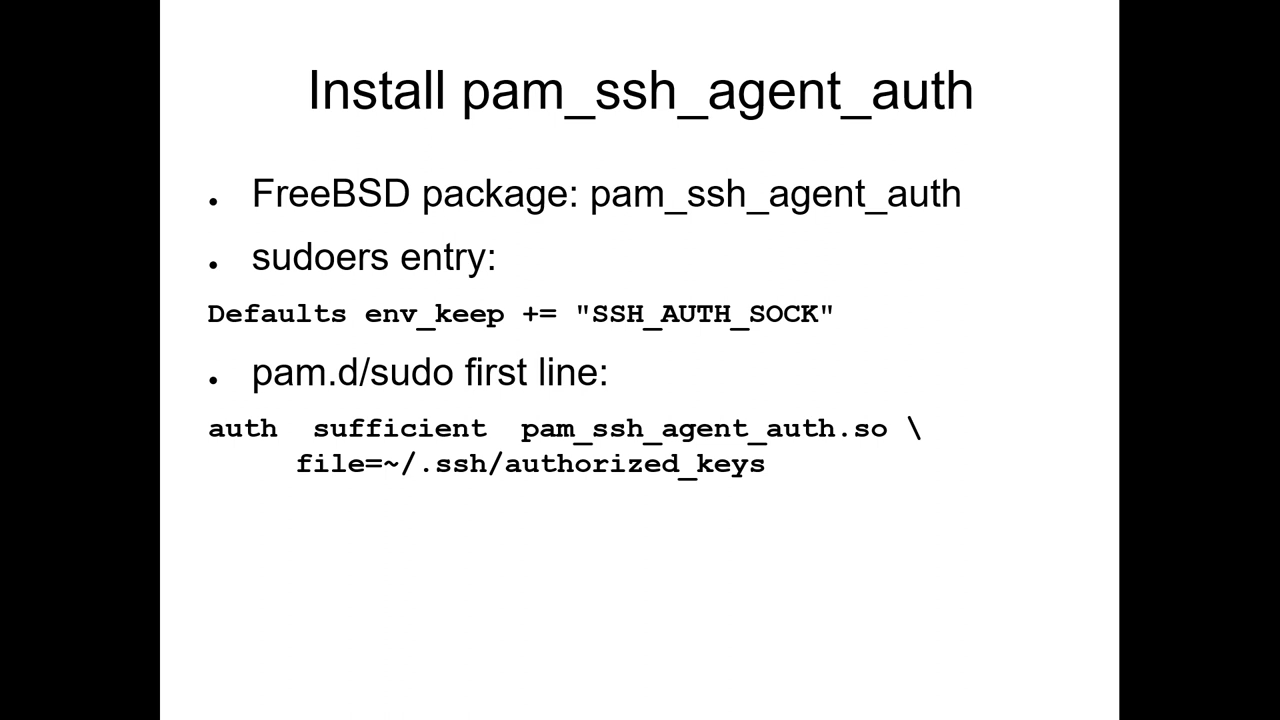 Install pam_ssh_agent_auth
● FreeBSD package: pam_ssh_agent_auth
● sudoers entry:
Defaults env_keep += "SSH_AUTH_SOCK"
● pam.d/sudo first line:
auth  sufficient  pam_ssh_agent_auth.so \
     file=~/.ssh/authorized_keys